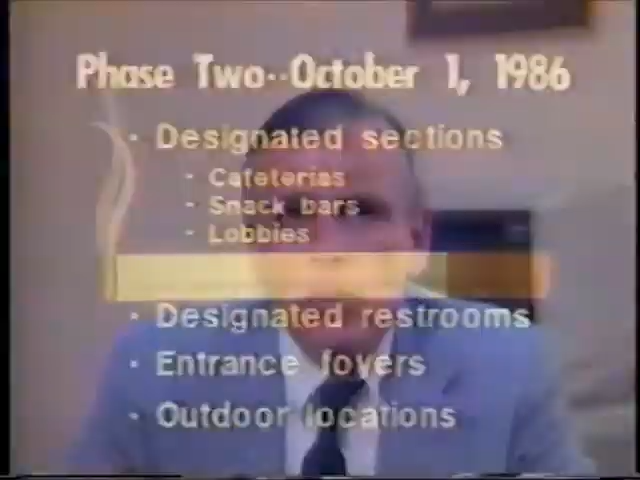 Phase Two--October 1, 1986
· Designated sections
· Cafeterias
· Snack bars
· Lobbies
· Designated restrooms
· Entrance foyers
· Outdoor locations